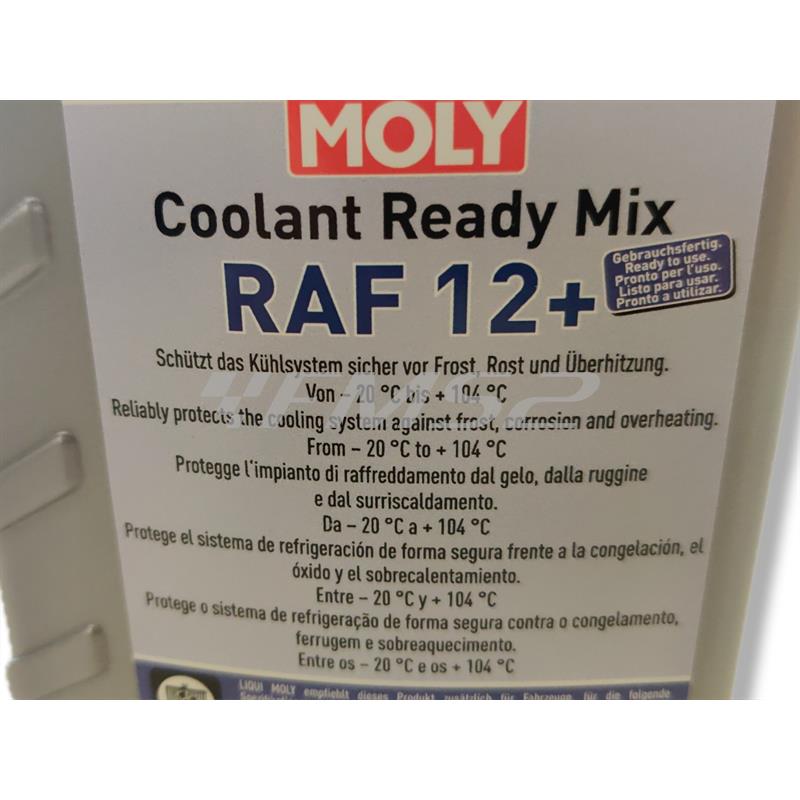 MOLY
Coolant Ready Mix
RAF 12+
Gebrauchsfertig.
Ready to use.
Pronto per l'uso.
Listo para usar.
Pronto a utilizar.
Schützt das Kühlsystem sicher vor Frost, Rost und Überhitzung.
Von – 20 °C bis + 104 °C
Reliably protects the cooling system against frost, corrosion and overheating.
From – 20 °C to + 104 °C
Protegge l'impianto di raffreddamento dal gelo, dalla ruggine
e dal surriscaldamento.
Da – 20 °C a + 104 °C
Protege el sistema de refrigeración de forma segura frente a la congelación, el
óxido y el sobrecalentamiento.
Entre – 20 °C y + 104 °C
Protege o sistema de refrigeração de forma segura contra o congelamento,
ferrugem e sobreaquecimento.
Entre os – 20 °C e os + 104 °C
LIQUI MOLY empfiehlt dieses Produkt zusätzlich für Fahrzeuge, für die folgende